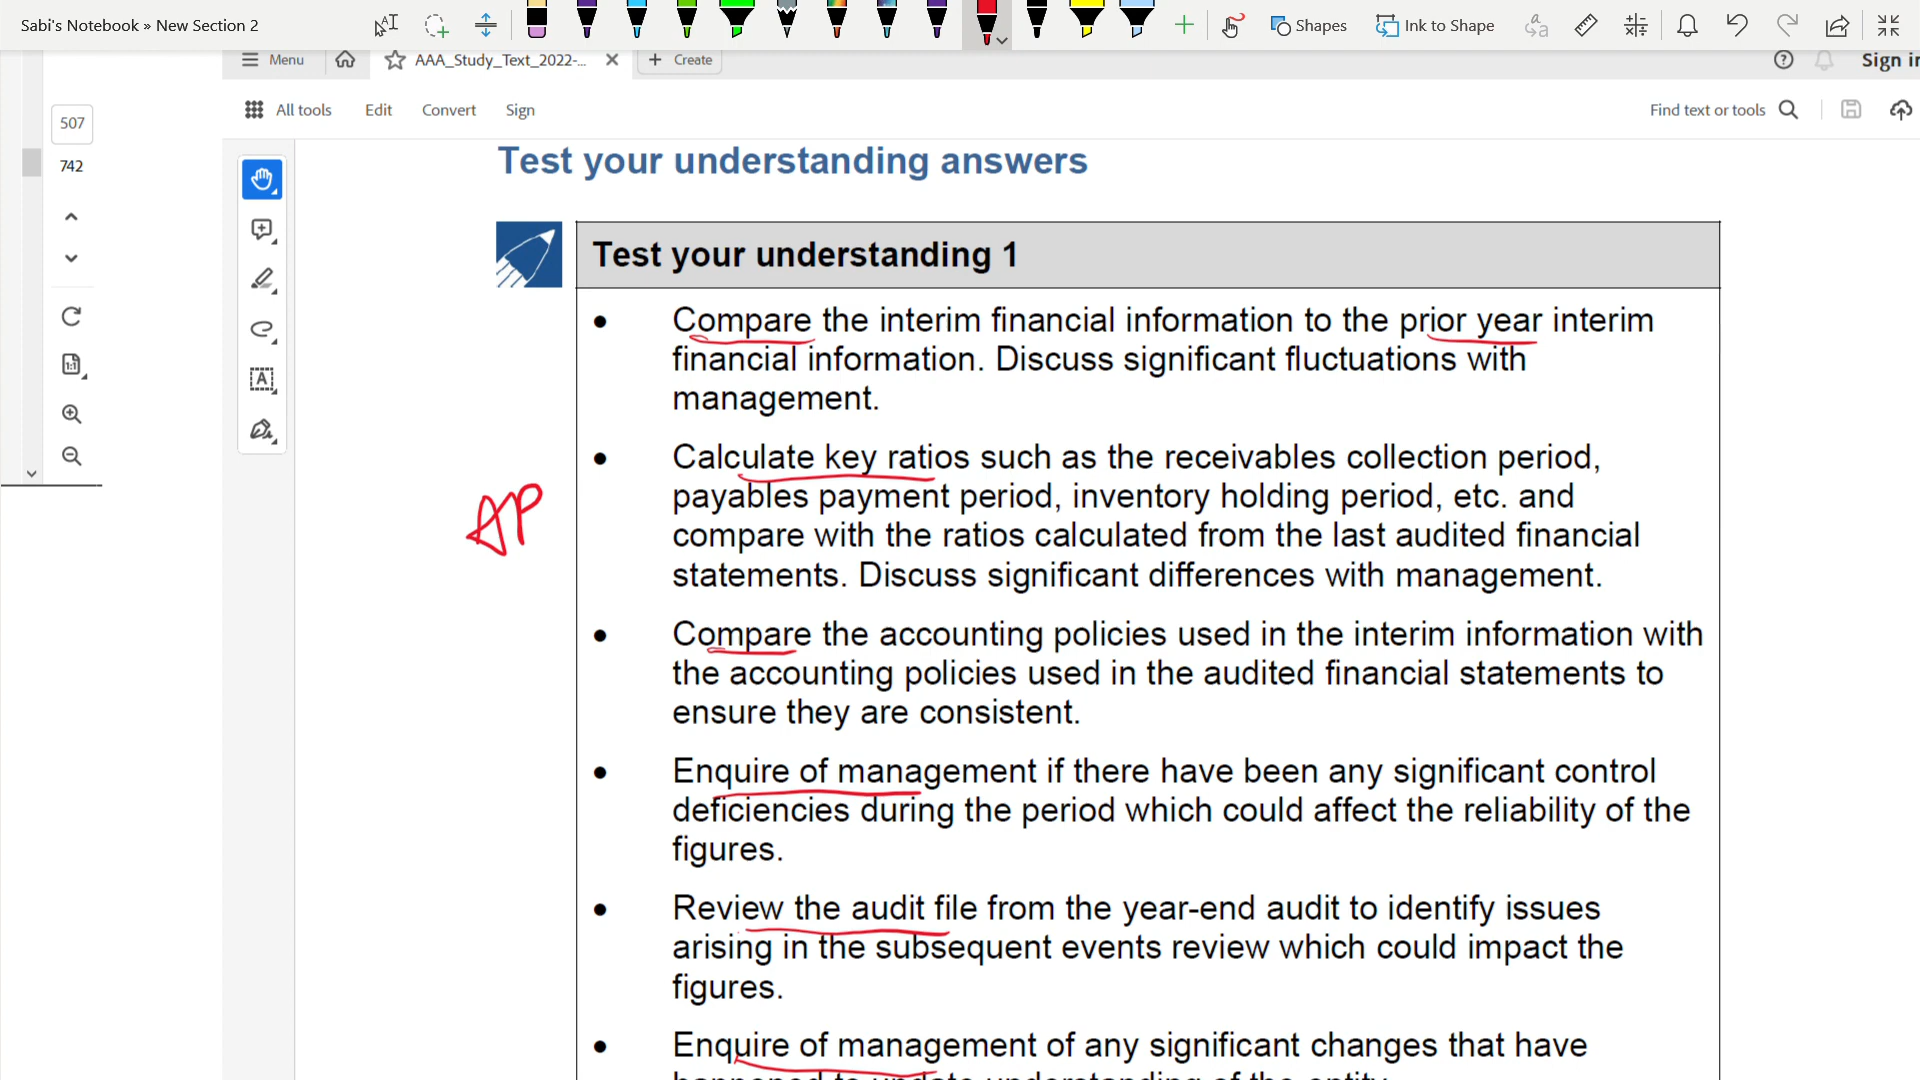 Sabi's Notebook » New Section 2
Shapes
Ink to Shape
Menu
AAA_Study_Text_2022-...
Create
Sign in
All tools
Edit
Convert
Sign
Find text or tools
507
742
Test your understanding answers
Test your understanding 1
• Compare the interim financial information to the prior year interim
financial information. Discuss significant fluctuations with
management.
• Calculate key ratios such as the receivables collection period,
payables payment period, inventory holding period, etc. and
compare with the ratios calculated from the last audited financial
statements. Discuss significant differences with management.
AP
• Compare the accounting policies used in the interim information with
the accounting policies used in the audited financial statements to
ensure they are consistent.
• Enquire of management if there have been any significant control
deficiencies during the period which could affect the reliability of the
figures.
• Review the audit file from the year-end audit to identify issues
arising in the subsequent events review which could impact the
figures.
• Enquire of management of any significant changes that have
happened to update understanding of the entity.